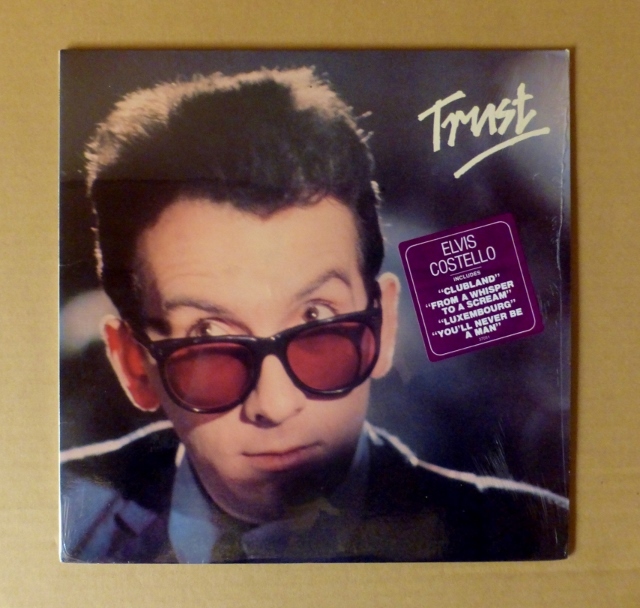 Trust
ELVIS
COSTELLO
INCLUDES
"CLUBLAND"
"FROM A WHISPER
TO A SCREAM"
"LUXEMBOURG"
"YOU'LL NEVER BE
A MAN"